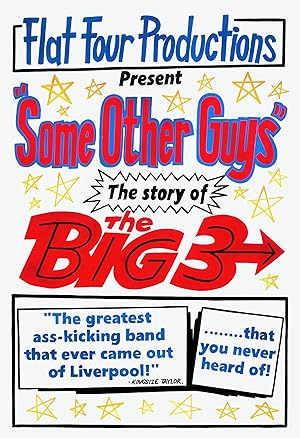 Flat Four Productions
Present
"Some Other Guys"
The story of
the
BIG 3
"The greatest
ass-kicking band
that ever came out
of Liverpool!"
- KINGSIZE TAYLOR.
........that
you never
heard of!